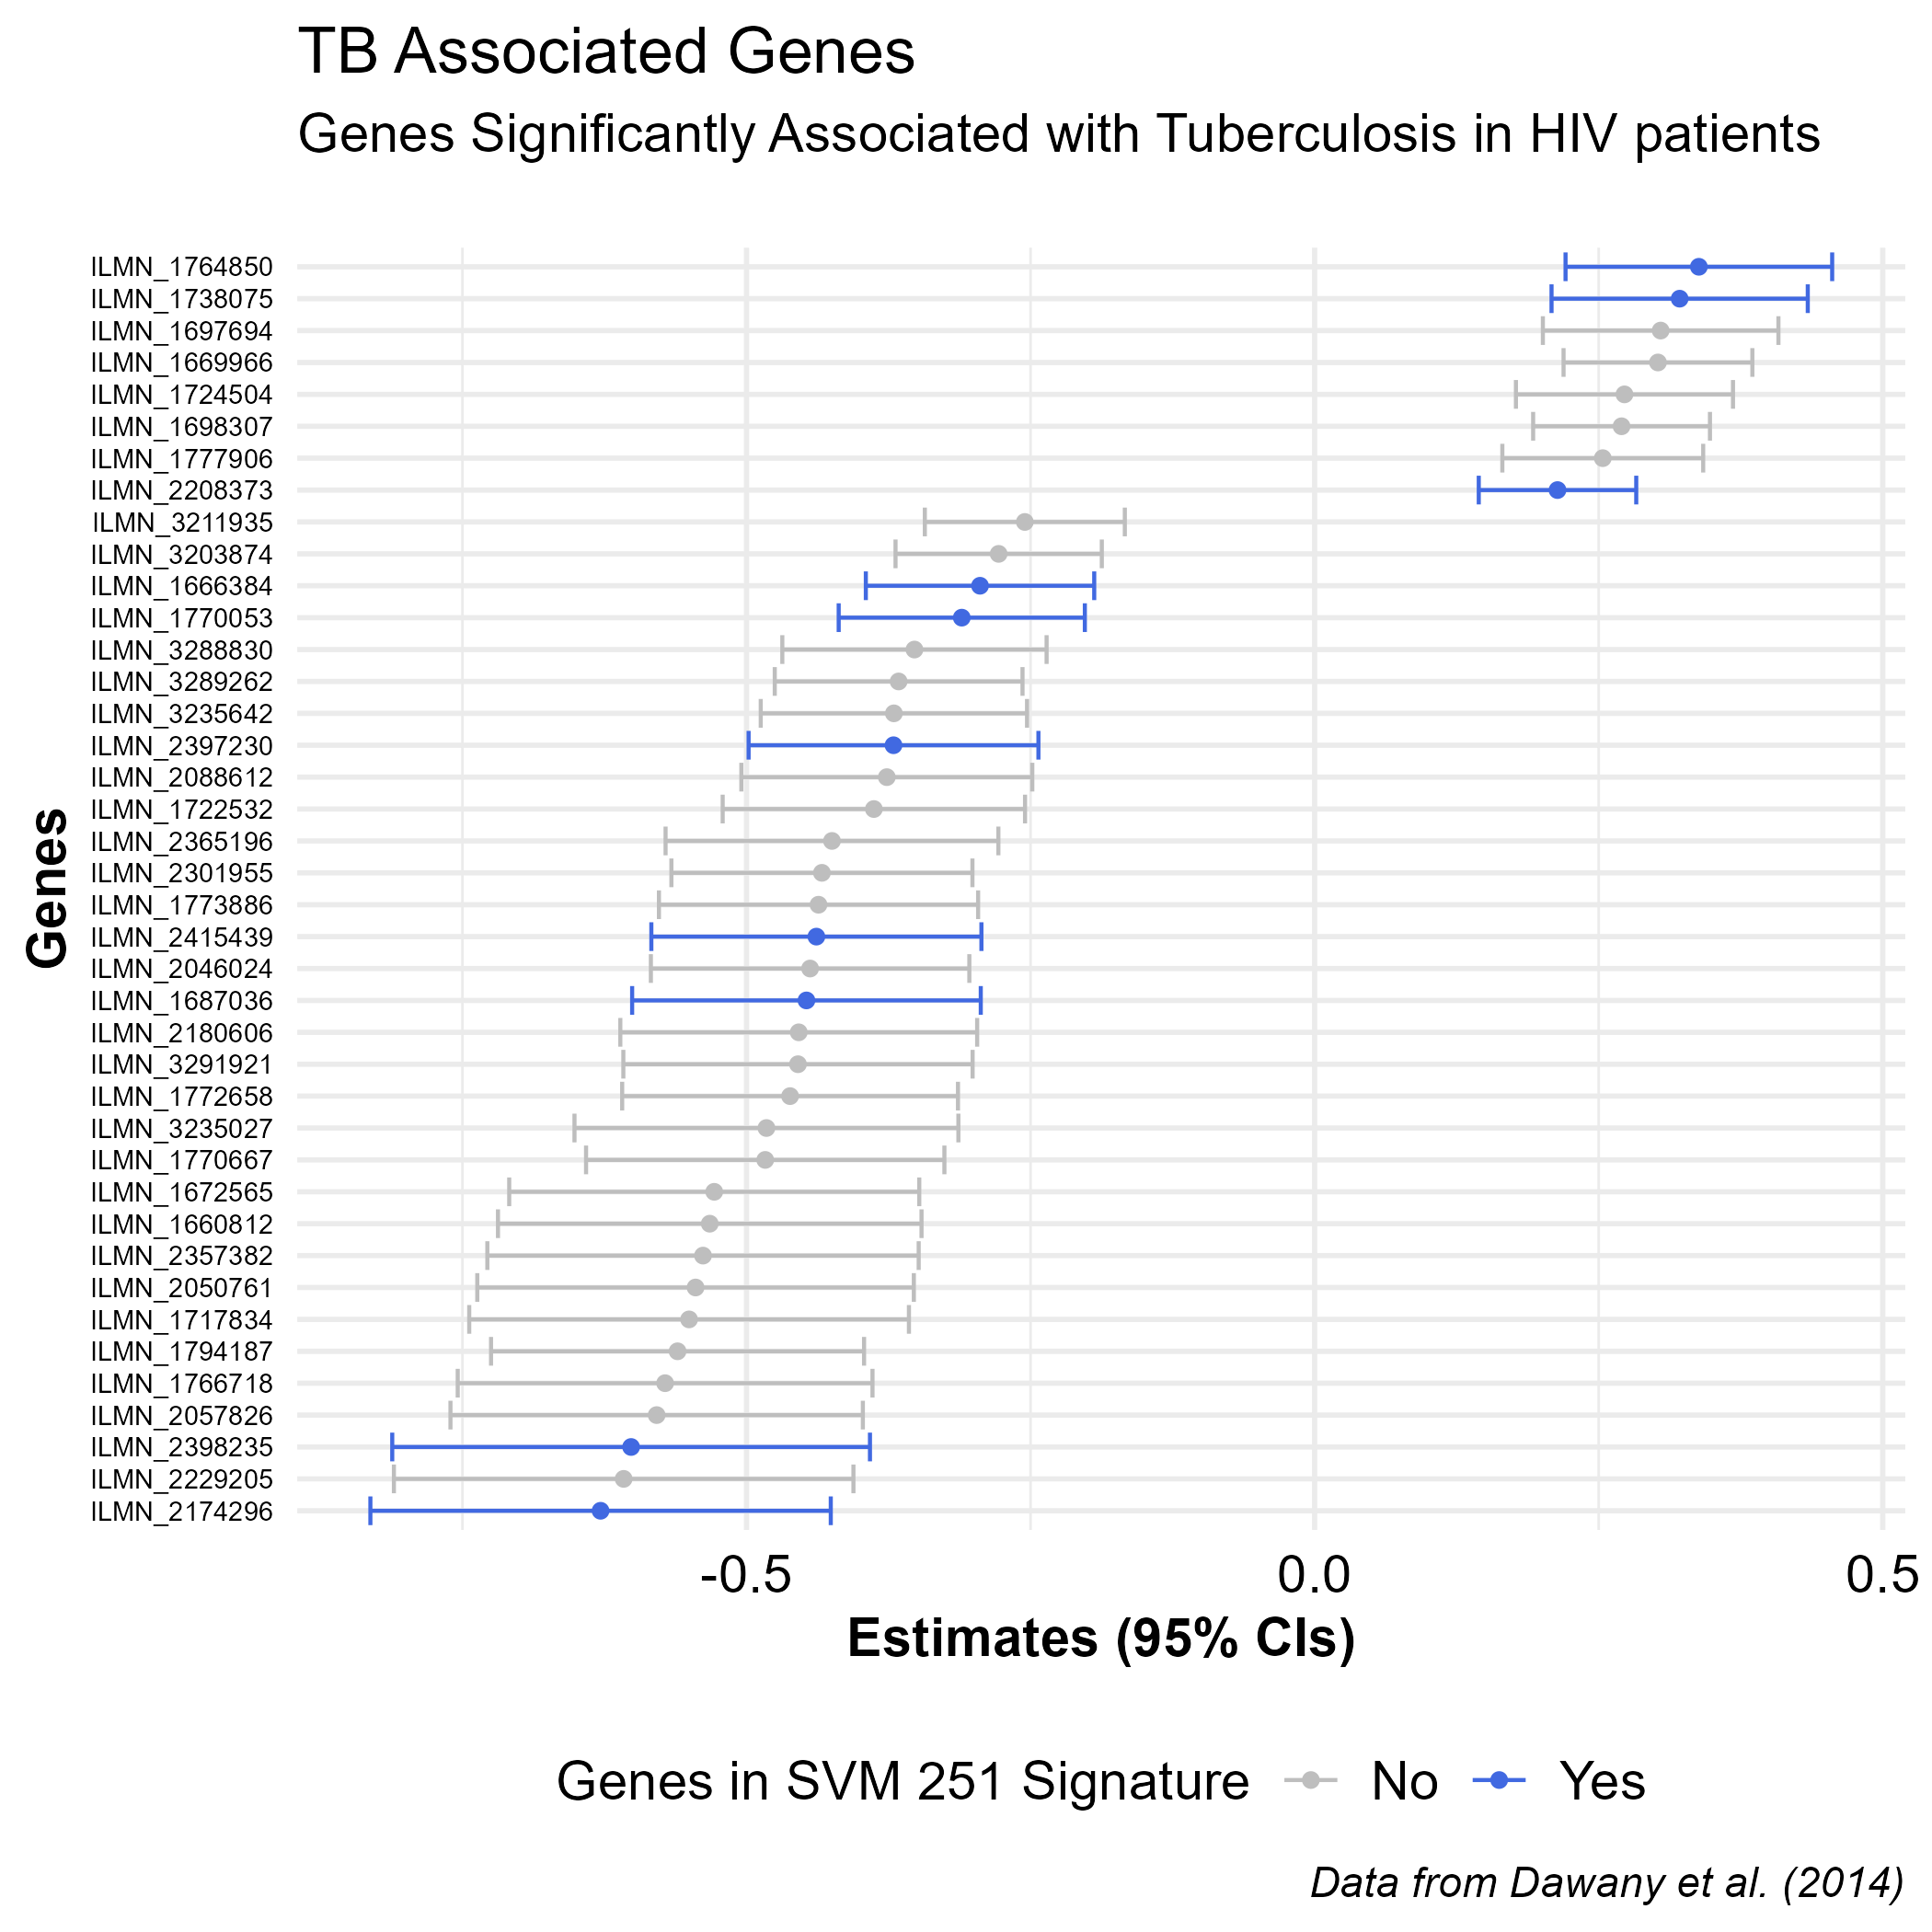 TB Associated Genes
Genes Significantly Associated with Tuberculosis in HIV patients
ILMN_1764850
ILMN_1738075
ILMN_1697694
ILMN_1669966
ILMN_1724504
ILMN_1698307
ILMN_1777906
ILMN_2208373
ILMN_3211935
ILMN_3203874
ILMN_1666384
ILMN_1770053
ILMN_3288830
ILMN_3289262
ILMN_3235642
ILMN_2397230
ILMN_2088612
ILMN_1722532
ILMN_2365196
ILMN_2301955
ILMN_1773886
ILMN_2415439
ILMN_2046024
ILMN_1687036
ILMN_2180606
ILMN_3291921
ILMN_1772658
ILMN_3235027
ILMN_1770667
ILMN_1672565
ILMN_1660812
ILMN_2357382
ILMN_2050761
ILMN_1717834
ILMN_1794187
ILMN_1766718
ILMN_2057826
ILMN_2398235
ILMN_2229205
ILMN_2174296
Genes
-0.5 0.0 0.5
Estimates (95% CIs)
Genes in SVM 251 Signature No Yes
Data from Dawany et al. (2014)